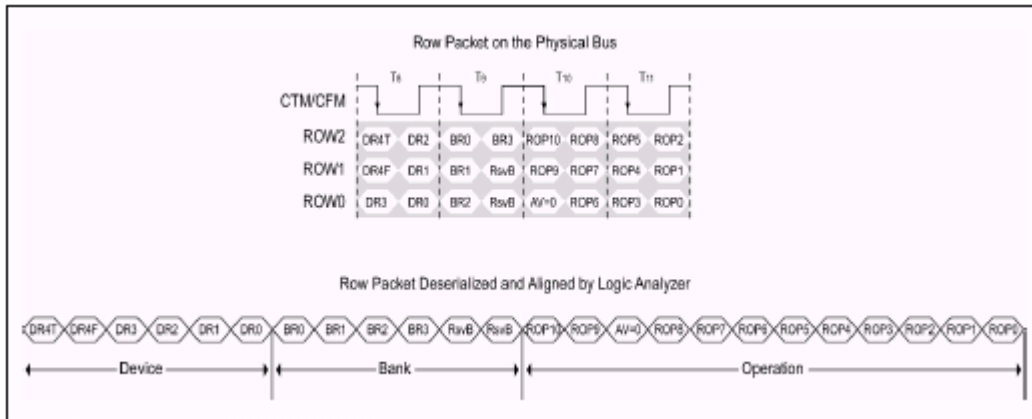 Row Packet on the Physical Bus
T8 T9 T10 T11
CTM/CFM
ROW2 DR4T DR2 BR0 BR3 ROP10 ROP8 ROP5 ROP2
ROW1 DR4F DR1 BR1 RsvB ROP9 ROP7 ROP4 ROP1
ROW0 DR3 DR0 BR2 RsvB AV=0 ROP6 ROP3 ROP0
Row Packet Deserialized and Aligned by Logic Analyzer
DR4T DR4F DR3 DR2 DR1 DR0 BR0 BR1 BR2 BR3 RsvB RsvB ROP10 ROP9 AV=0 ROP8 ROP7 ROP6 ROP5 ROP4 ROP3 ROP2 ROP1 ROP0
Device Bank Operation